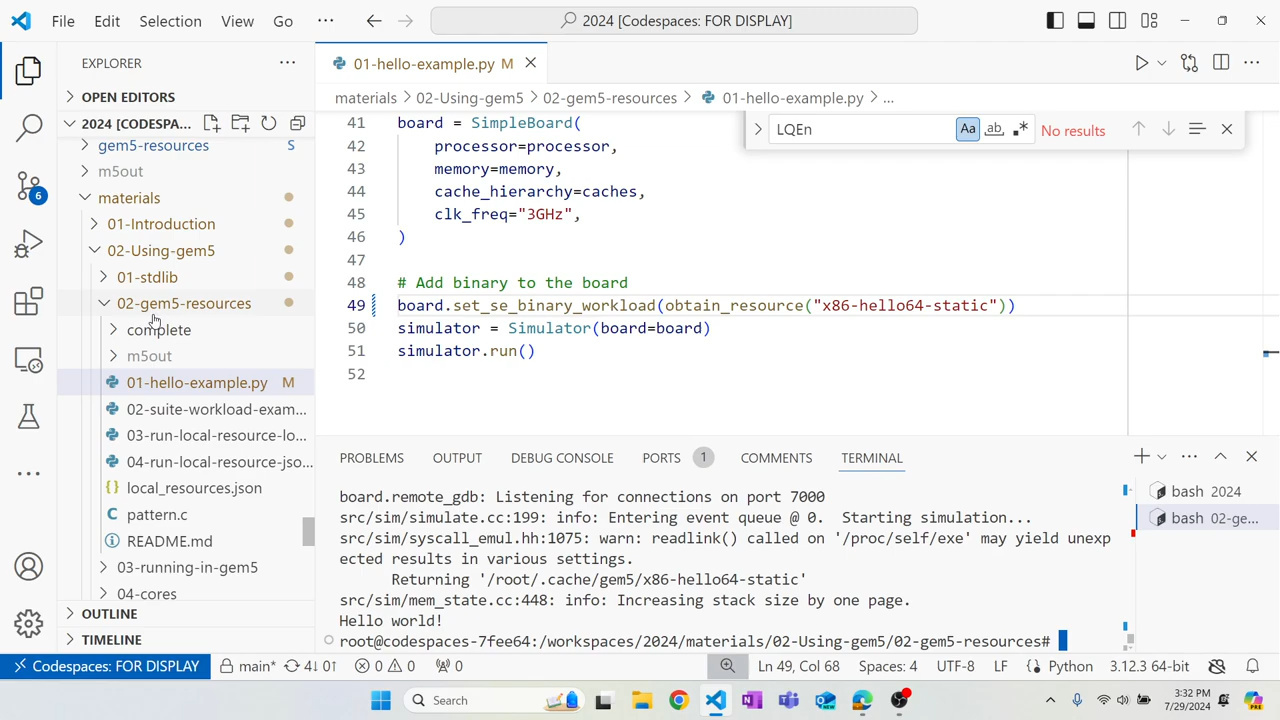 File Edit Selection View Go ··· 2024 [Codespaces: FOR DISPLAY]
EXPLORER
OPEN EDITORS
2024 [CODESPA...
gem5-resources S
m5out
materials
01-Introduction
02-Using-gem5
01-stdlib
02-gem5-resources
complete
m5out
01-hello-example.py M
02-suite-workload-exam...
03-run-local-resource-lo...
04-run-local-resource-jso...
local_resources.json
pattern.c
README.md
03-running-in-gem5
04-cores
OUTLINE
TIMELINE
6
01-hello-example.py M
materials > 02-Using-gem5 > 02-gem5-resources > 01-hello-example.py > ...
LQEn Aa ab No results
41 board = SimpleBoard(
42 processor=processor,
43 memory=memory,
44 cache_hierarchy=caches,
45 clk_freq="3GHz",
46 )
47
48 # Add binary to the board
49 board.set_se_binary_workload(obtain_resource("x86-hello64-static"))
50 simulator = Simulator(board=board)
51 simulator.run()
52
PROBLEMS OUTPUT DEBUG CONSOLE PORTS 1 COMMENTS TERMINAL
board.remote_gdb: Listening for connections on port 7000
src/sim/simulate.cc:199: info: Entering event queue @ 0.  Starting simulation...
src/sim/syscall_emul.hh:1075: warn: readlink() called on '/proc/self/exe' may yield unexp
ected results in various settings.
Returning '/root/.cache/gem5/x86-hello64-static'
src/sim/mem_state.cc:448: info: Increasing stack size by one page.
Hello world!
root@codespaces-7fee64:/workspaces/2024/materials/02-Using-gem5/02-gem5-resources#
bash 2024
bash 02-ge...
Codespaces: FOR DISPLAY main* 4↓ 0↑ 0 0 0 Ln 49, Col 68 Spaces: 4 UTF-8 LF Python 3.12.3 64-bit
Search
3:32 PM
7/29/2024